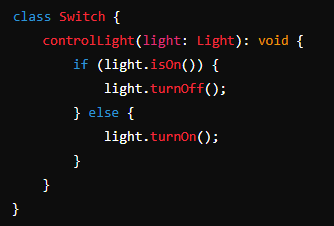 class Switch {
    controlLight(light: Light): void {
        if (light.isOn()) {
            light.turnOff();
        } else {
            light.turnOn();
        }
    }
}